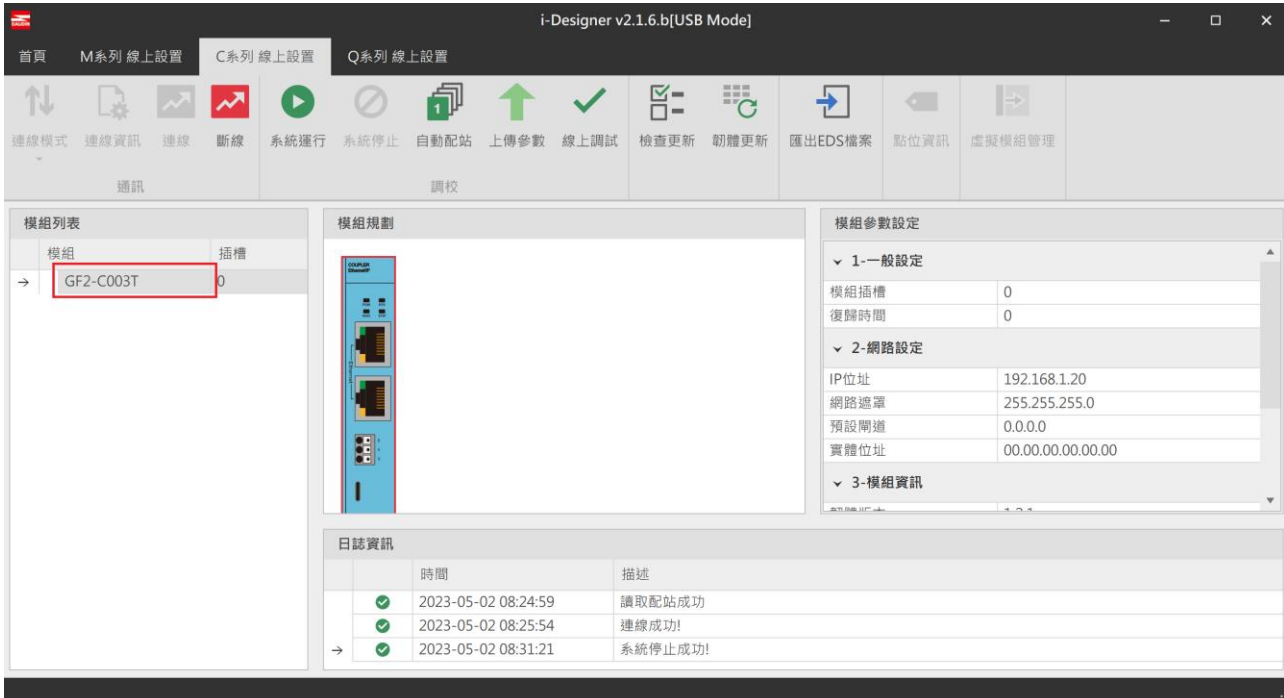 i-Designer v2.1.6.b[USB Mode]
首頁 M系列 線上設置 C系列 線上設置 Q系列 線上設置
連線模式 連線資訊 連線 斷線 系統運行 系統停止 自動配站 上傳參數 線上調試 檢查更新 韌體更新 匯出EDS檔案 點位資訊 虛擬模組管理
通訊 調校
模組列表 模組規劃 模組參數設定
模組 插槽
GF2-C003T 0
COUPLER
EtherNet/IP
Ethernet
1-一般設定
模組插槽 0
復歸時間 0
2-網路設定
IP位址 192.168.1.20
網路遮罩 255.255.255.0
預設閘道 0.0.0.0
實體位址 00.00.00.00.00.00
3-模組資訊
韌體版本 1.2.1
日誌資訊
時間 描述
2023-05-02 08:24:59 讀取配站成功
2023-05-02 08:25:54 連線成功!
2023-05-02 08:31:21 系統停止成功!